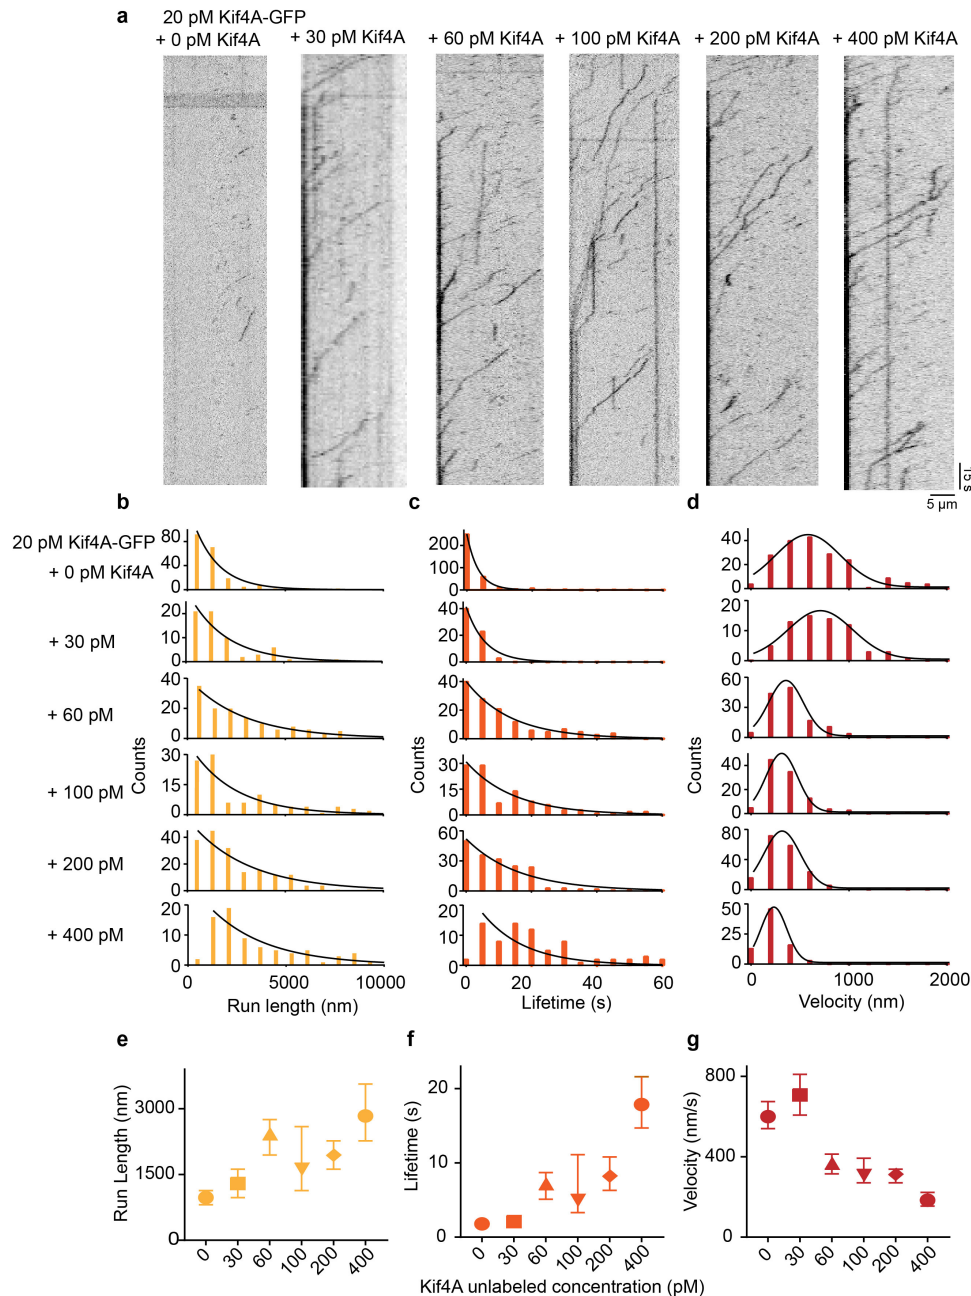 a
20 pM Kif4A-GFP
+ 0 pM Kif4A
+ 30 pM Kif4A
+ 60 pM Kif4A
+ 100 pM Kif4A
+ 200 pM Kif4A
+ 400 pM Kif4A
15 s
5 µm
b
c
d
20 pM Kif4A-GFP
+ 0 pM Kif4A
+ 30 pM
+ 60 pM
+ 100 pM
+ 200 pM
+ 400 pM
Counts
80
40
0
20
10
0
40
20
0
30
15
0
40
20
0
20
10
0
0
5000
10000
Run length (nm)
Counts
200
100
0
40
20
0
40
20
0
30
15
0
60
30
0
20
10
0
0
20
40
60
Lifetime (s)
Counts
40
20
0
20
10
0
60
30
0
50
25
0
80
40
0
50
25
0
0
1000
2000
Velocity (nm)
e
Run Length (nm)
3000
1500
0
0
30
60
100
200
400
f
Lifetime (s)
20
10
0
0
30
60
100
200
400
g
Velocity (nm/s)
800
400
0
0
30
60
100
200
400
Kif4A unlabeled concentration (pM)